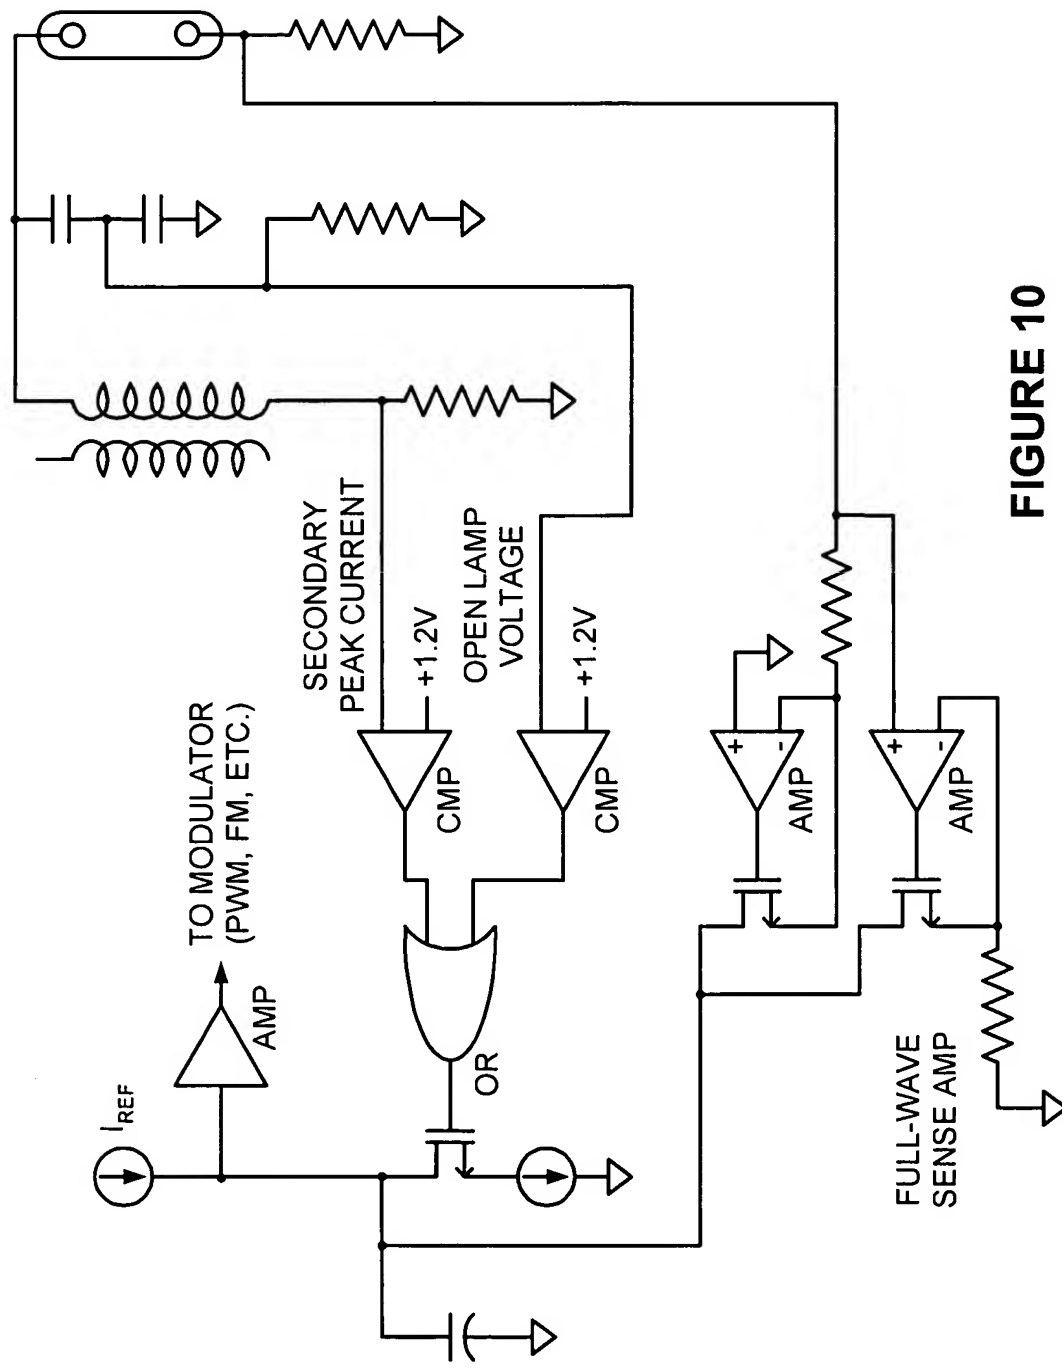 I_REF
AMP
TO MODULATOR
(PWM, FM, ETC.)
SECONDARY
PEAK CURRENT
+1.2V
CMP
OPEN LAMP
VOLTAGE
+1.2V
CMP
OR
+
-
AMP
+
-
AMP
FULL-WAVE
SENSE AMP
FIGURE 10